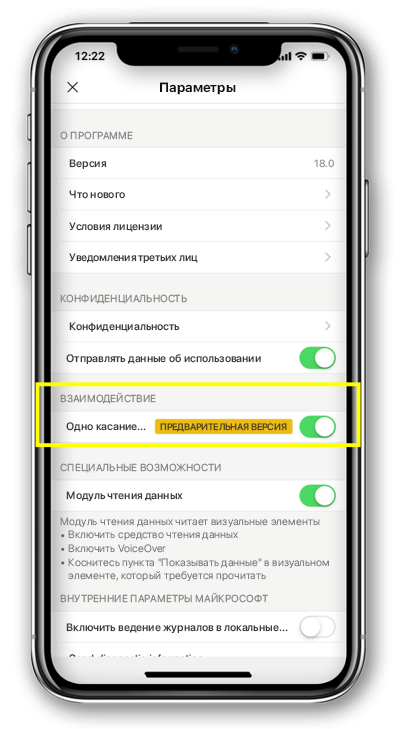 12:22
Параметры
О ПРОГРАММЕ
Версия 18.0
Что нового
Условия лицензии
Уведомления третьих лиц
КОНФИДЕНЦИАЛЬНОСТЬ
Конфиденциальность
Отправлять данные об использовании
ВЗАИМОДЕЙСТВИЕ
Одно касание... ПРЕДВАРИТЕЛЬНАЯ ВЕРСИЯ
СПЕЦИАЛЬНЫЕ ВОЗМОЖНОСТИ
Модуль чтения данных
Модуль чтения данных читает визуальные элементы
• Включить средство чтения данных
• Включить VoiceOver
• Коснитесь пункта "Показывать данные" в визуальном
элементе, который требуется прочитать
ВНУТРЕННИЕ ПАРАМЕТРЫ МАЙКРОСОФТ
Включить ведение журналов в локальные...
Send diagnostic information